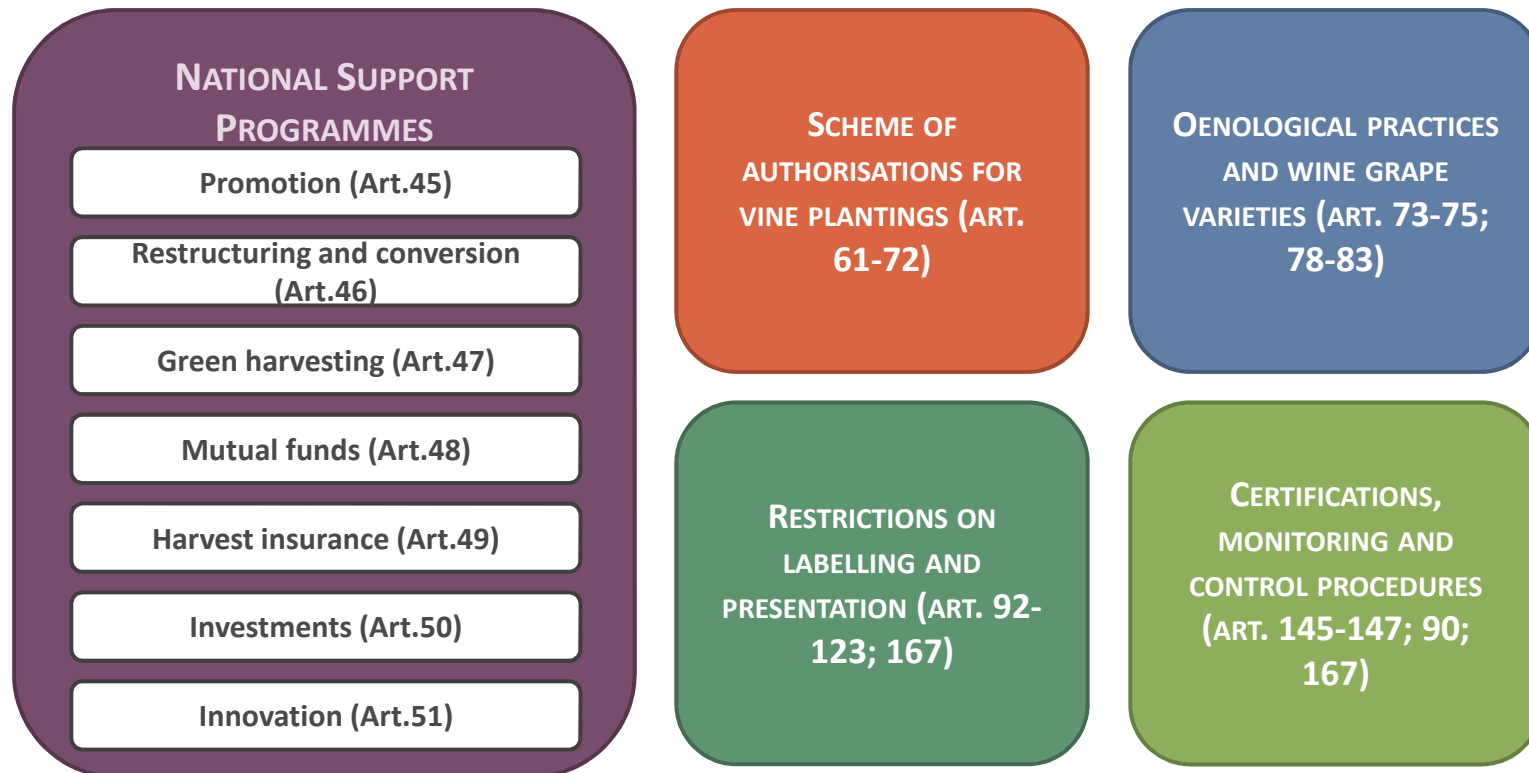 NATIONAL SUPPORT
PROGRAMMES
Promotion (Art.45)
Restructuring and conversion
(Art.46)
Green harvesting (Art.47)
Mutual funds (Art.48)
Harvest insurance (Art.49)
Investments (Art.50)
Innovation (Art.51)
SCHEME OF
AUTHORISATIONS FOR
VINE PLANTINGS (ART.
61-72)
OENOLOGICAL PRACTICES
AND WINE GRAPE
VARIETIES (ART. 73-75;
78-83)
RESTRICTIONS ON
LABELLING AND
PRESENTATION (ART. 92-
123; 167)
CERTIFICATIONS,
MONITORING AND
CONTROL PROCEDURES
(ART. 145-147; 90;
167)